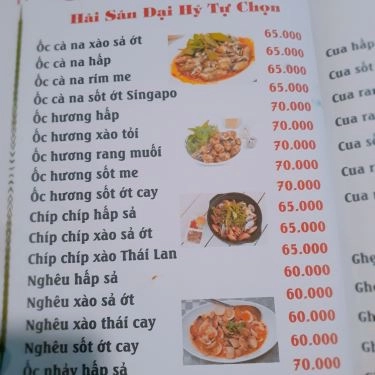 Hải Sản Đại Hỷ Tự Chọn
Ốc cà na xào sả ớt 65.000
Ốc cà na hấp 65.000
Ốc cà na rim me 65.000
Ốc cà na sốt ớt Singapo 65.000
Ốc hương hấp 70.000
Ốc hương xào tỏi 70.000
Ốc hương rang muối 70.000
Ốc hương sốt me 70.000
Ốc hương sốt ớt cay 70.000
Chíp chíp hấp sả 65.000
Chíp chíp xào sả ớt 65.000
Chíp chíp xào Thái Lan 65.000
Nghêu hấp sả 60.000
Nghêu xào sả ớt 60.000
Nghêu xào thái cay 60.000
Nghêu sốt ớt cay 60.000
Ốc nhảy hấp sả 70.000
Cua hấp
Cua sốt
Cua
Cua
Cua
Cua
Cua